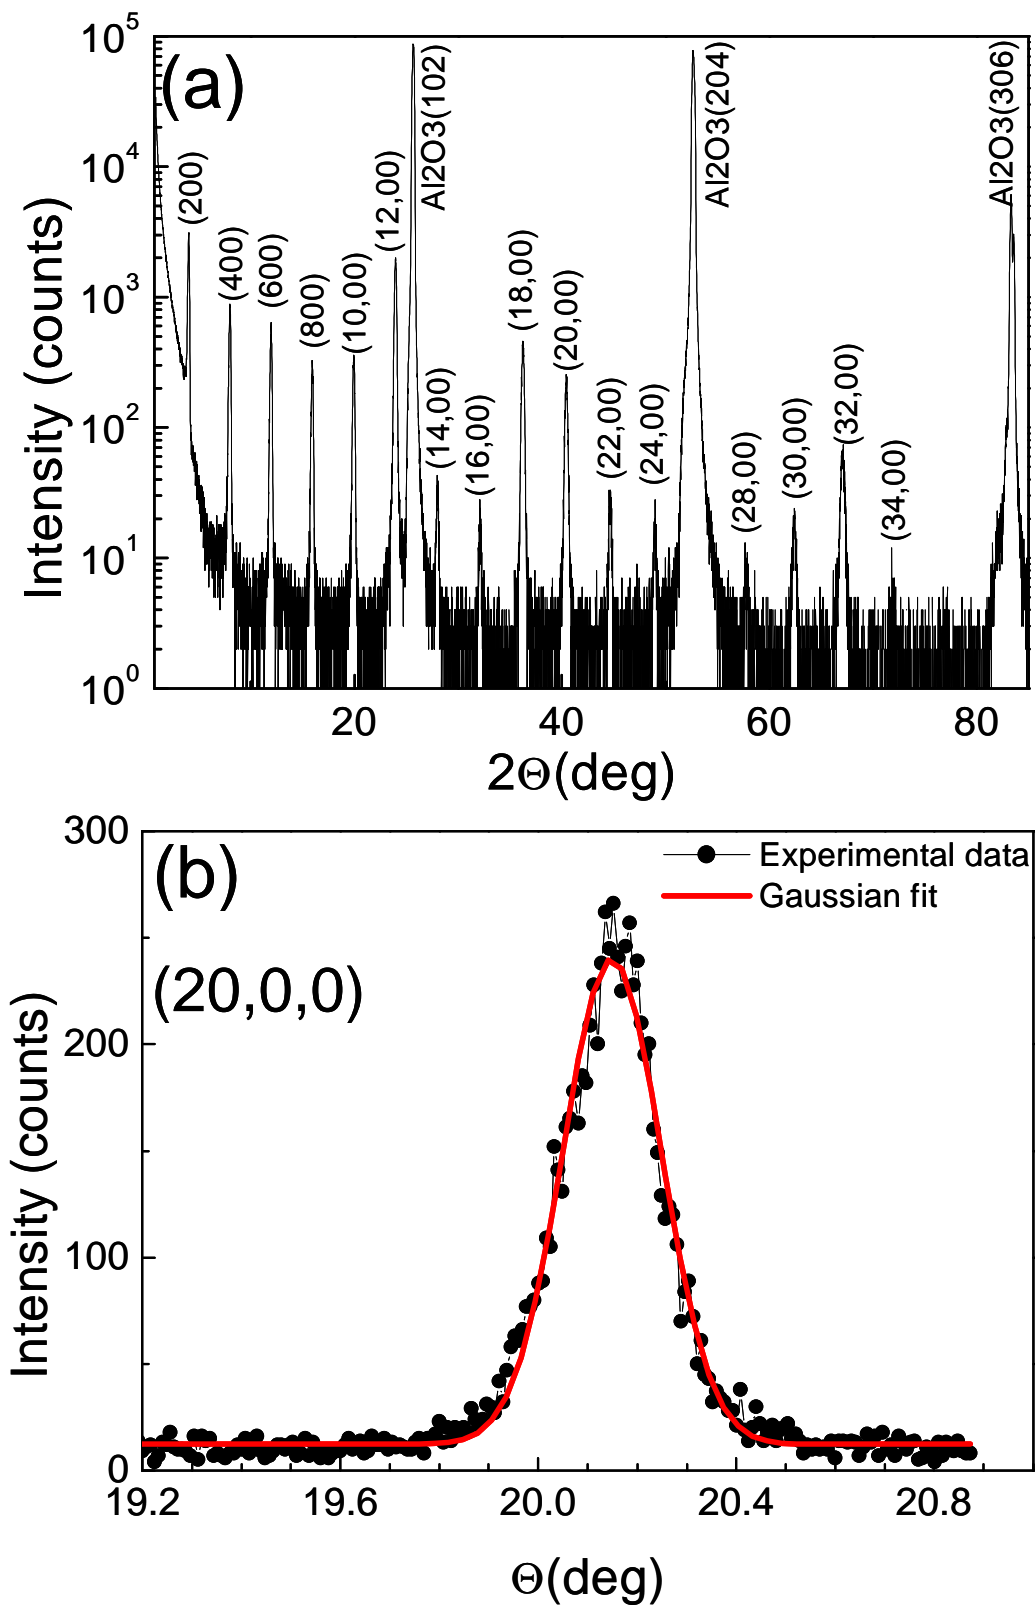 (a)
Intensity (counts)
10^5
10^4
10^3
10^2
10^1
10^0
(200)
(400)
(600)
(800)
(10,00)
(12,00)
Al2O3(102)
(14,00)
(16,00)
(18,00)
(20,00)
(22,00)
(24,00)
Al2O3(204)
(28,00)
(30,00)
(32,00)
(34,00)
Al2O3(306)
20 40 60 80
2Θ(deg)
(b)
(20,0,0)
Experimental data
Gaussian fit
Intensity (counts)
300
200
100
0
19.2 19.6 20.0 20.4 20.8
Θ(deg)